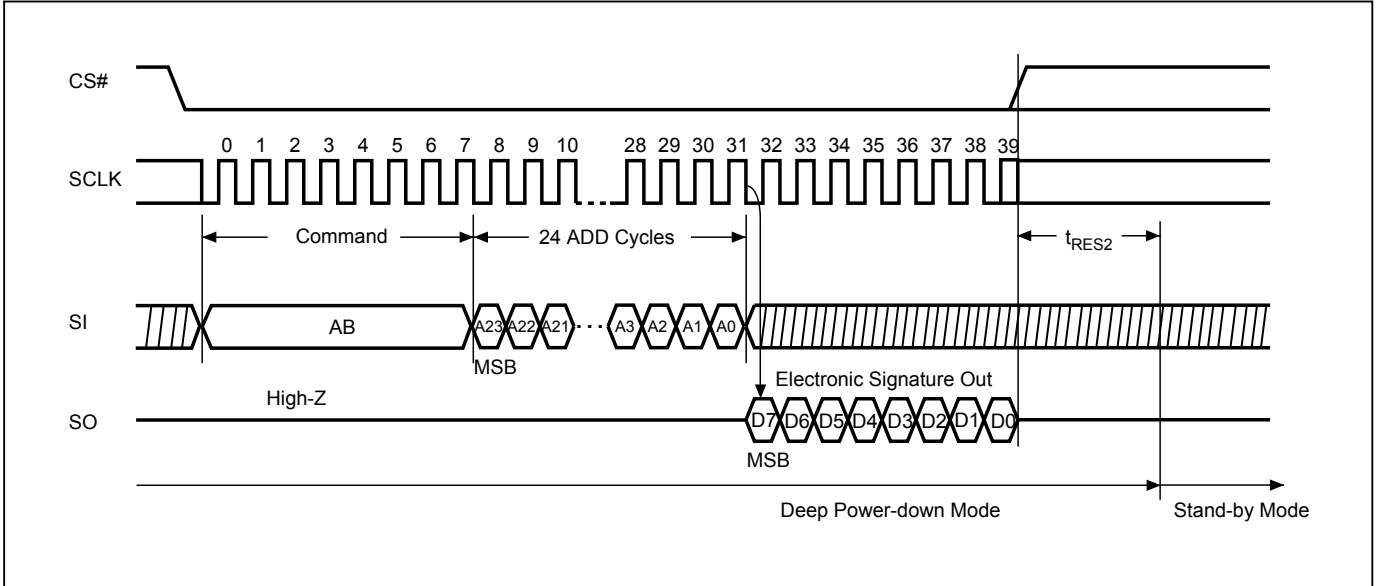 CS#
0 1 2 3 4 5 6 7 8 9 10 28 29 30 31 32 33 34 35 36 37 38 39
SCLK
Command 24 ADD Cycles tRES2
SI AB A23 A22 A21 A3 A2 A1 A0
MSB
Electronic Signature Out
High-Z
SO D7 D6 D5 D4 D3 D2 D1 D0
MSB
Deep Power-down Mode Stand-by Mode